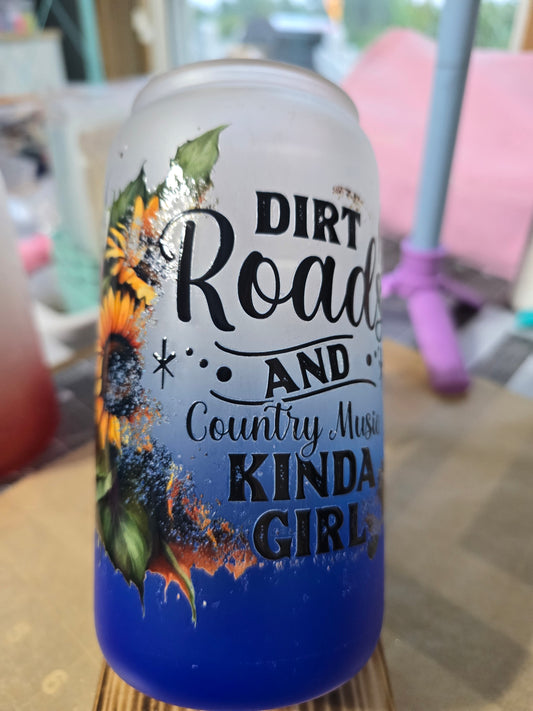 DIRT
Roads
AND
Country Music
KINDA
GIRL